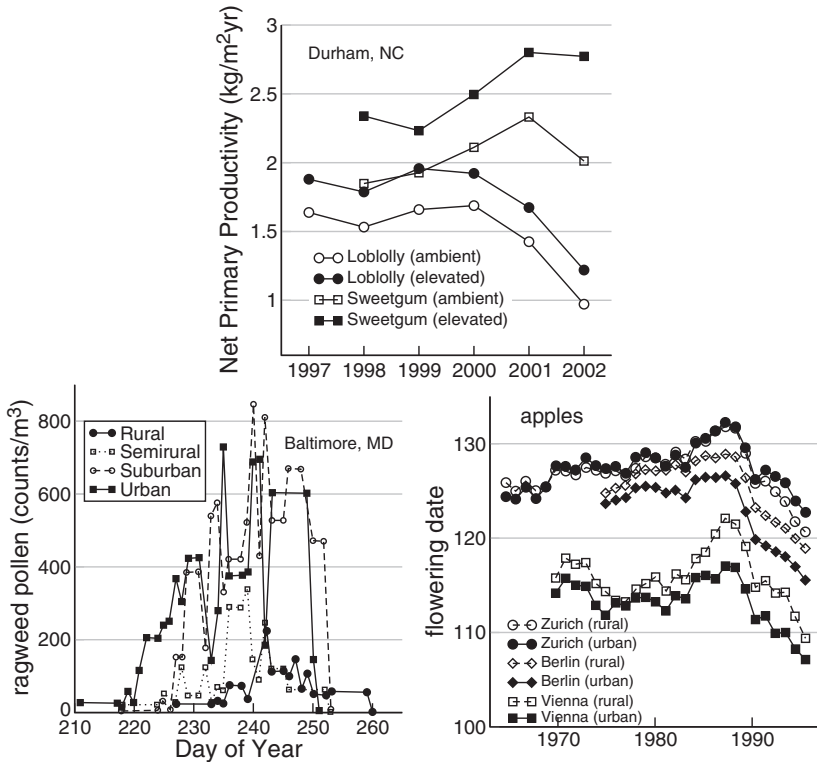 3
2.5
2
1.5
1
Net Primary Productivity (kg/m²yr)
Durham, NC
Loblolly (ambient)
Loblolly (elevated)
Sweetgum (ambient)
Sweetgum (elevated)
1997 1998 1999 2000 2001 2002
800
600
400
200
0
ragweed pollen (counts/m³)
Rural
Semirural
Suburban
Urban
Baltimore, MD
210 220 230 240 250 260
Day of Year
130
120
110
100
flowering date
apples
Zurich (rural)
Zurich (urban)
Berlin (rural)
Berlin (urban)
Vienna (rural)
Vienna (urban)
1970 1980 1990